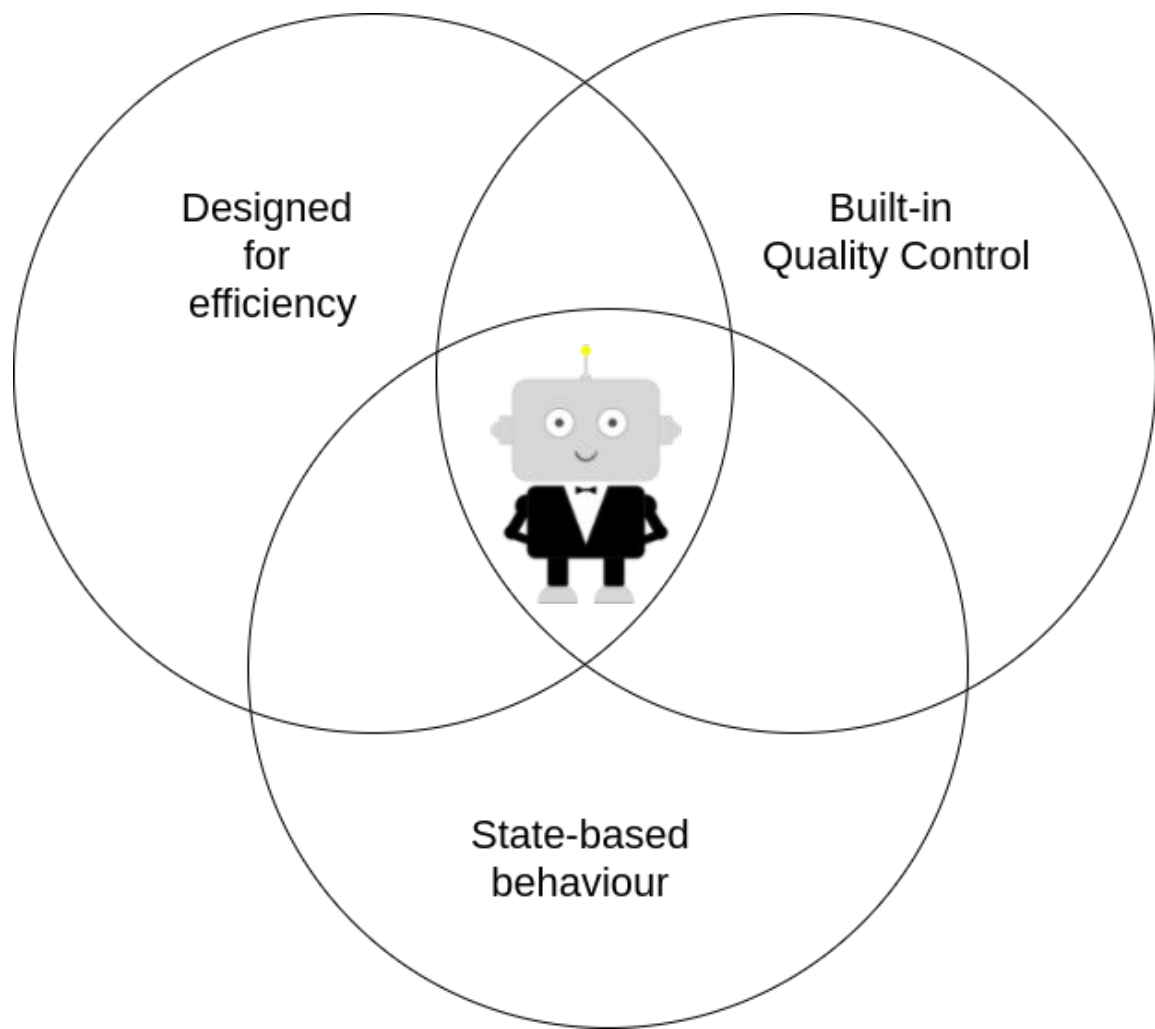 Designed
for
efficiency
Built-in
Quality Control
State-based
behaviour